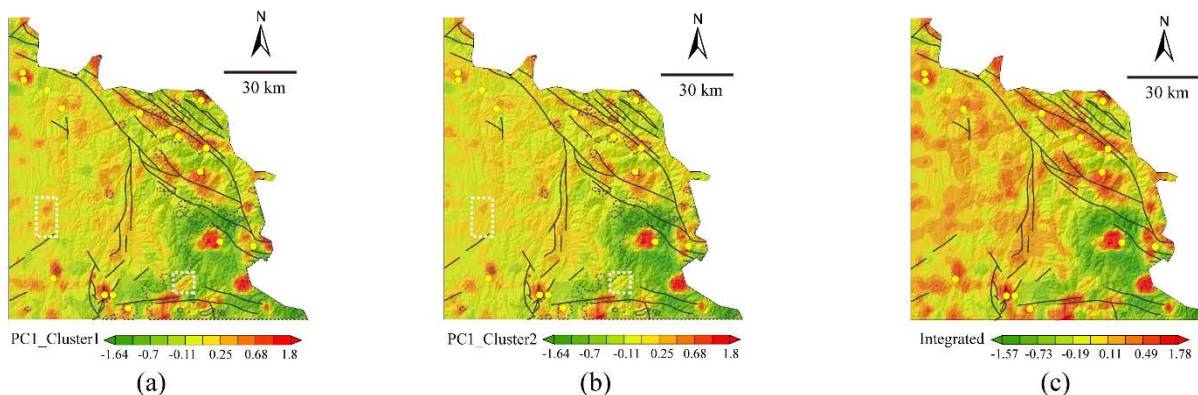 N
30 km
PC1_Cluster1
-1.64 -0.7 -0.11 0.25 0.68 1.8
(a)
N
30 km
PC1_Cluster2
-1.64 -0.7 -0.11 0.25 0.68 1.8
(b)
N
30 km
Integrated
-1.57 -0.73 -0.19 0.11 0.49 1.78
(c)